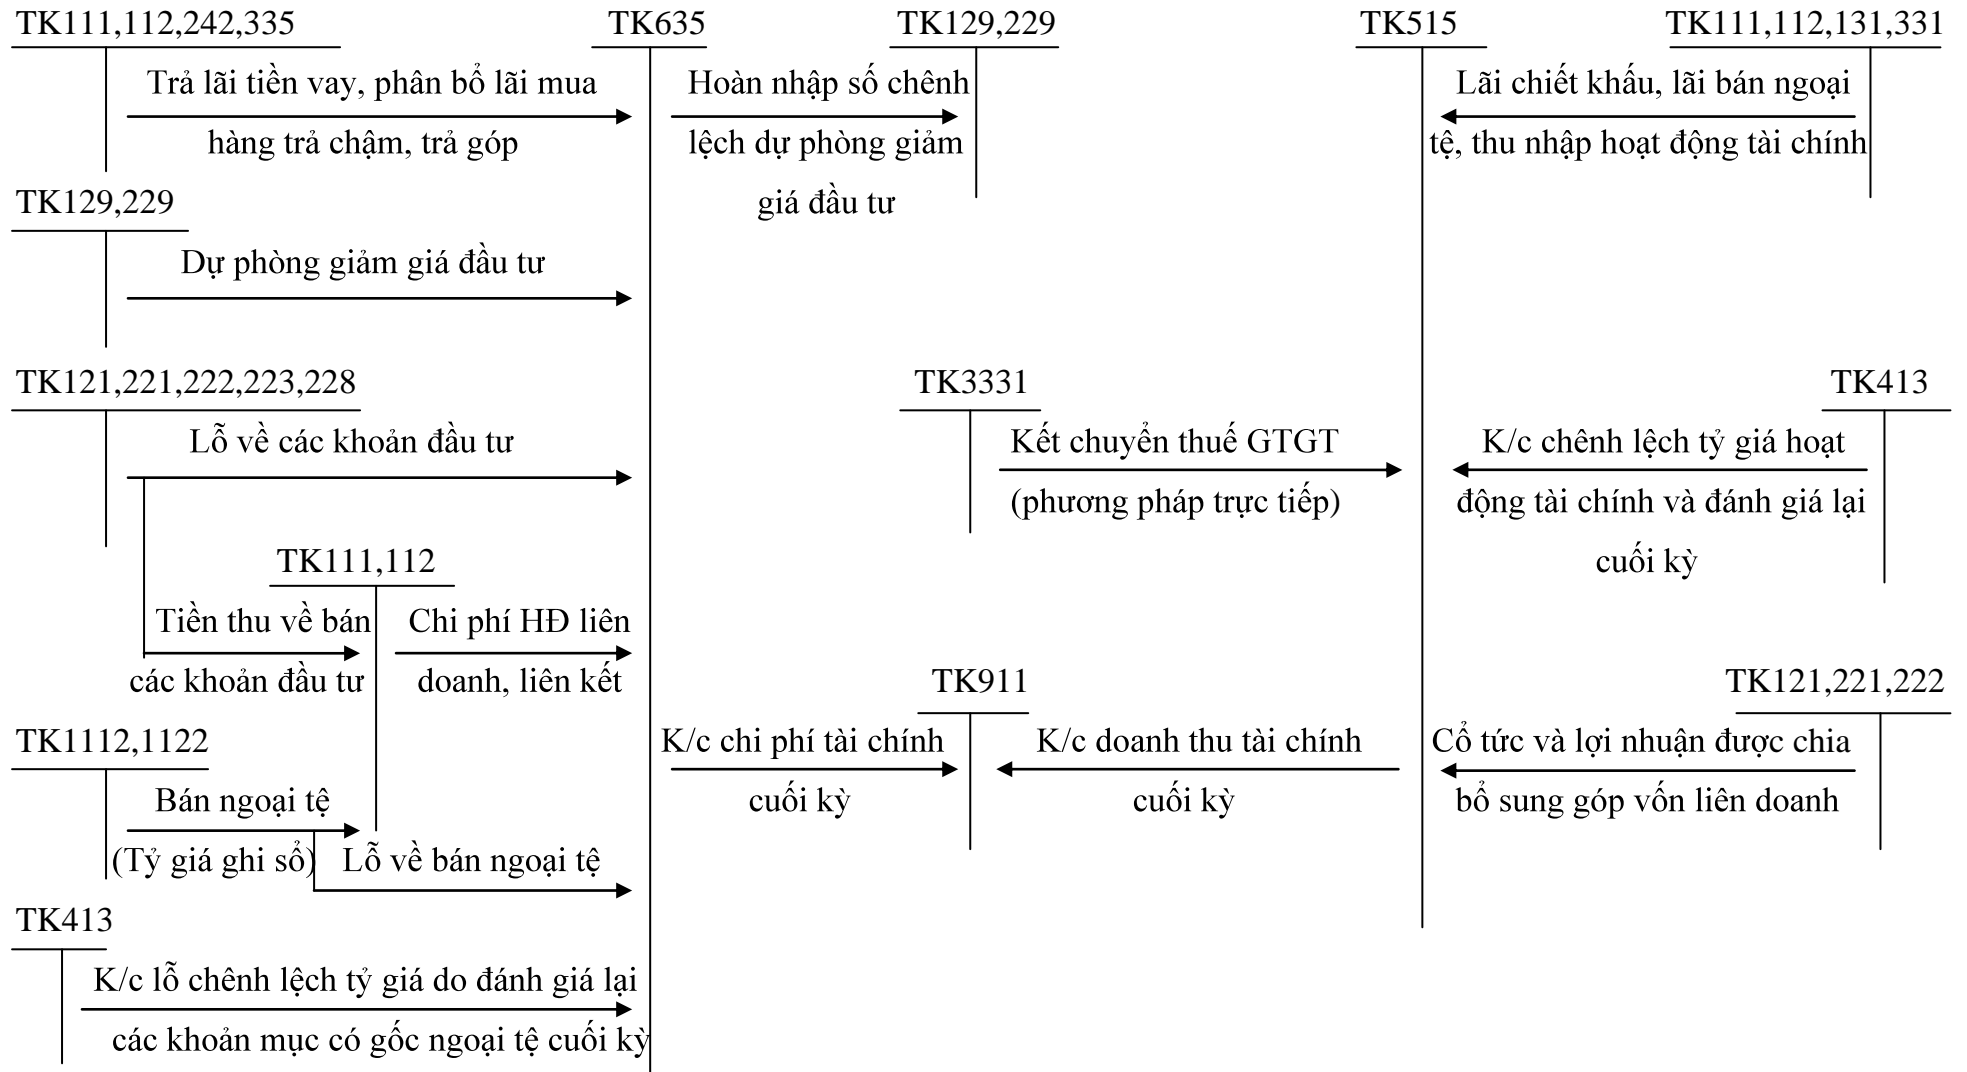 TK111,112,242,335
TK635
TK129,229
TK515
TK111,112,131,331
Trả lãi tiền vay, phân bổ lãi mua
hàng trả chậm, trả góp
Hoàn nhập số chênh
lệch dự phòng giảm
giá đầu tư
Lãi chiết khấu, lãi bán ngoại
tệ, thu nhập hoạt động tài chính
TK129,229
Dự phòng giảm giá đầu tư
TK121,221,222,223,228
Lỗ về các khoản đầu tư
TK3331
Kết chuyển thuế GTGT
(phương pháp trực tiếp)
TK413
K/c chênh lệch tỷ giá hoạt
động tài chính và đánh giá lại
cuối kỳ
TK111,112
Tiền thu về bán
các khoản đầu tư
Chi phí HĐ liên
doanh, liên kết
TK911
K/c chi phí tài chính
cuối kỳ
K/c doanh thu tài chính
cuối kỳ
TK121,221,222
Cổ tức và lợi nhuận được chia
bổ sung góp vốn liên doanh
TK1112,1122
Bán ngoại tệ
(Tỷ giá ghi sổ)
Lỗ về bán ngoại tệ
TK413
K/c lỗ chênh lệch tỷ giá do đánh giá lại
các khoản mục có gốc ngoại tệ cuối kỳ